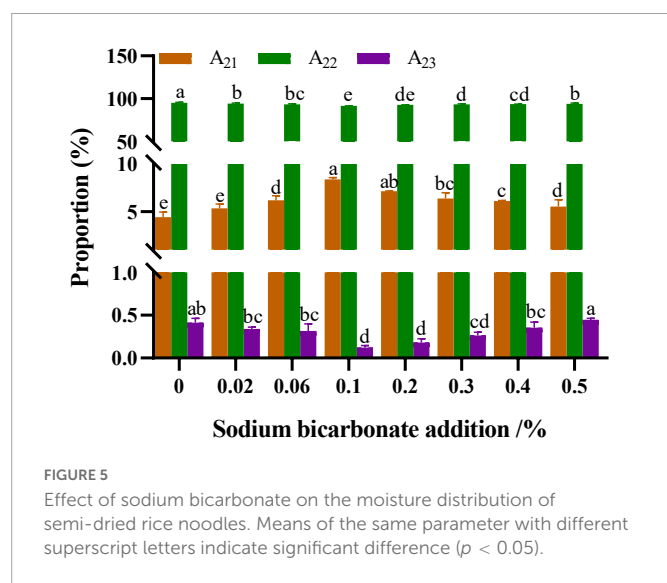 A21 A22 A23
150
a b bc e de d cd b
100
50
10
e e d a ab bc c d
5
1.0
ab bc bc d d cd bc a
0.5
0.0
Proportion (%)
0 0.02 0.06 0.1 0.2 0.3 0.4 0.5
Sodium bicarbonate addition /%
FIGURE 5
Effect of sodium bicarbonate on the moisture distribution of
semi-dried rice noodles. Means of the same parameter with different
superscript letters indicate significant difference (p < 0.05).